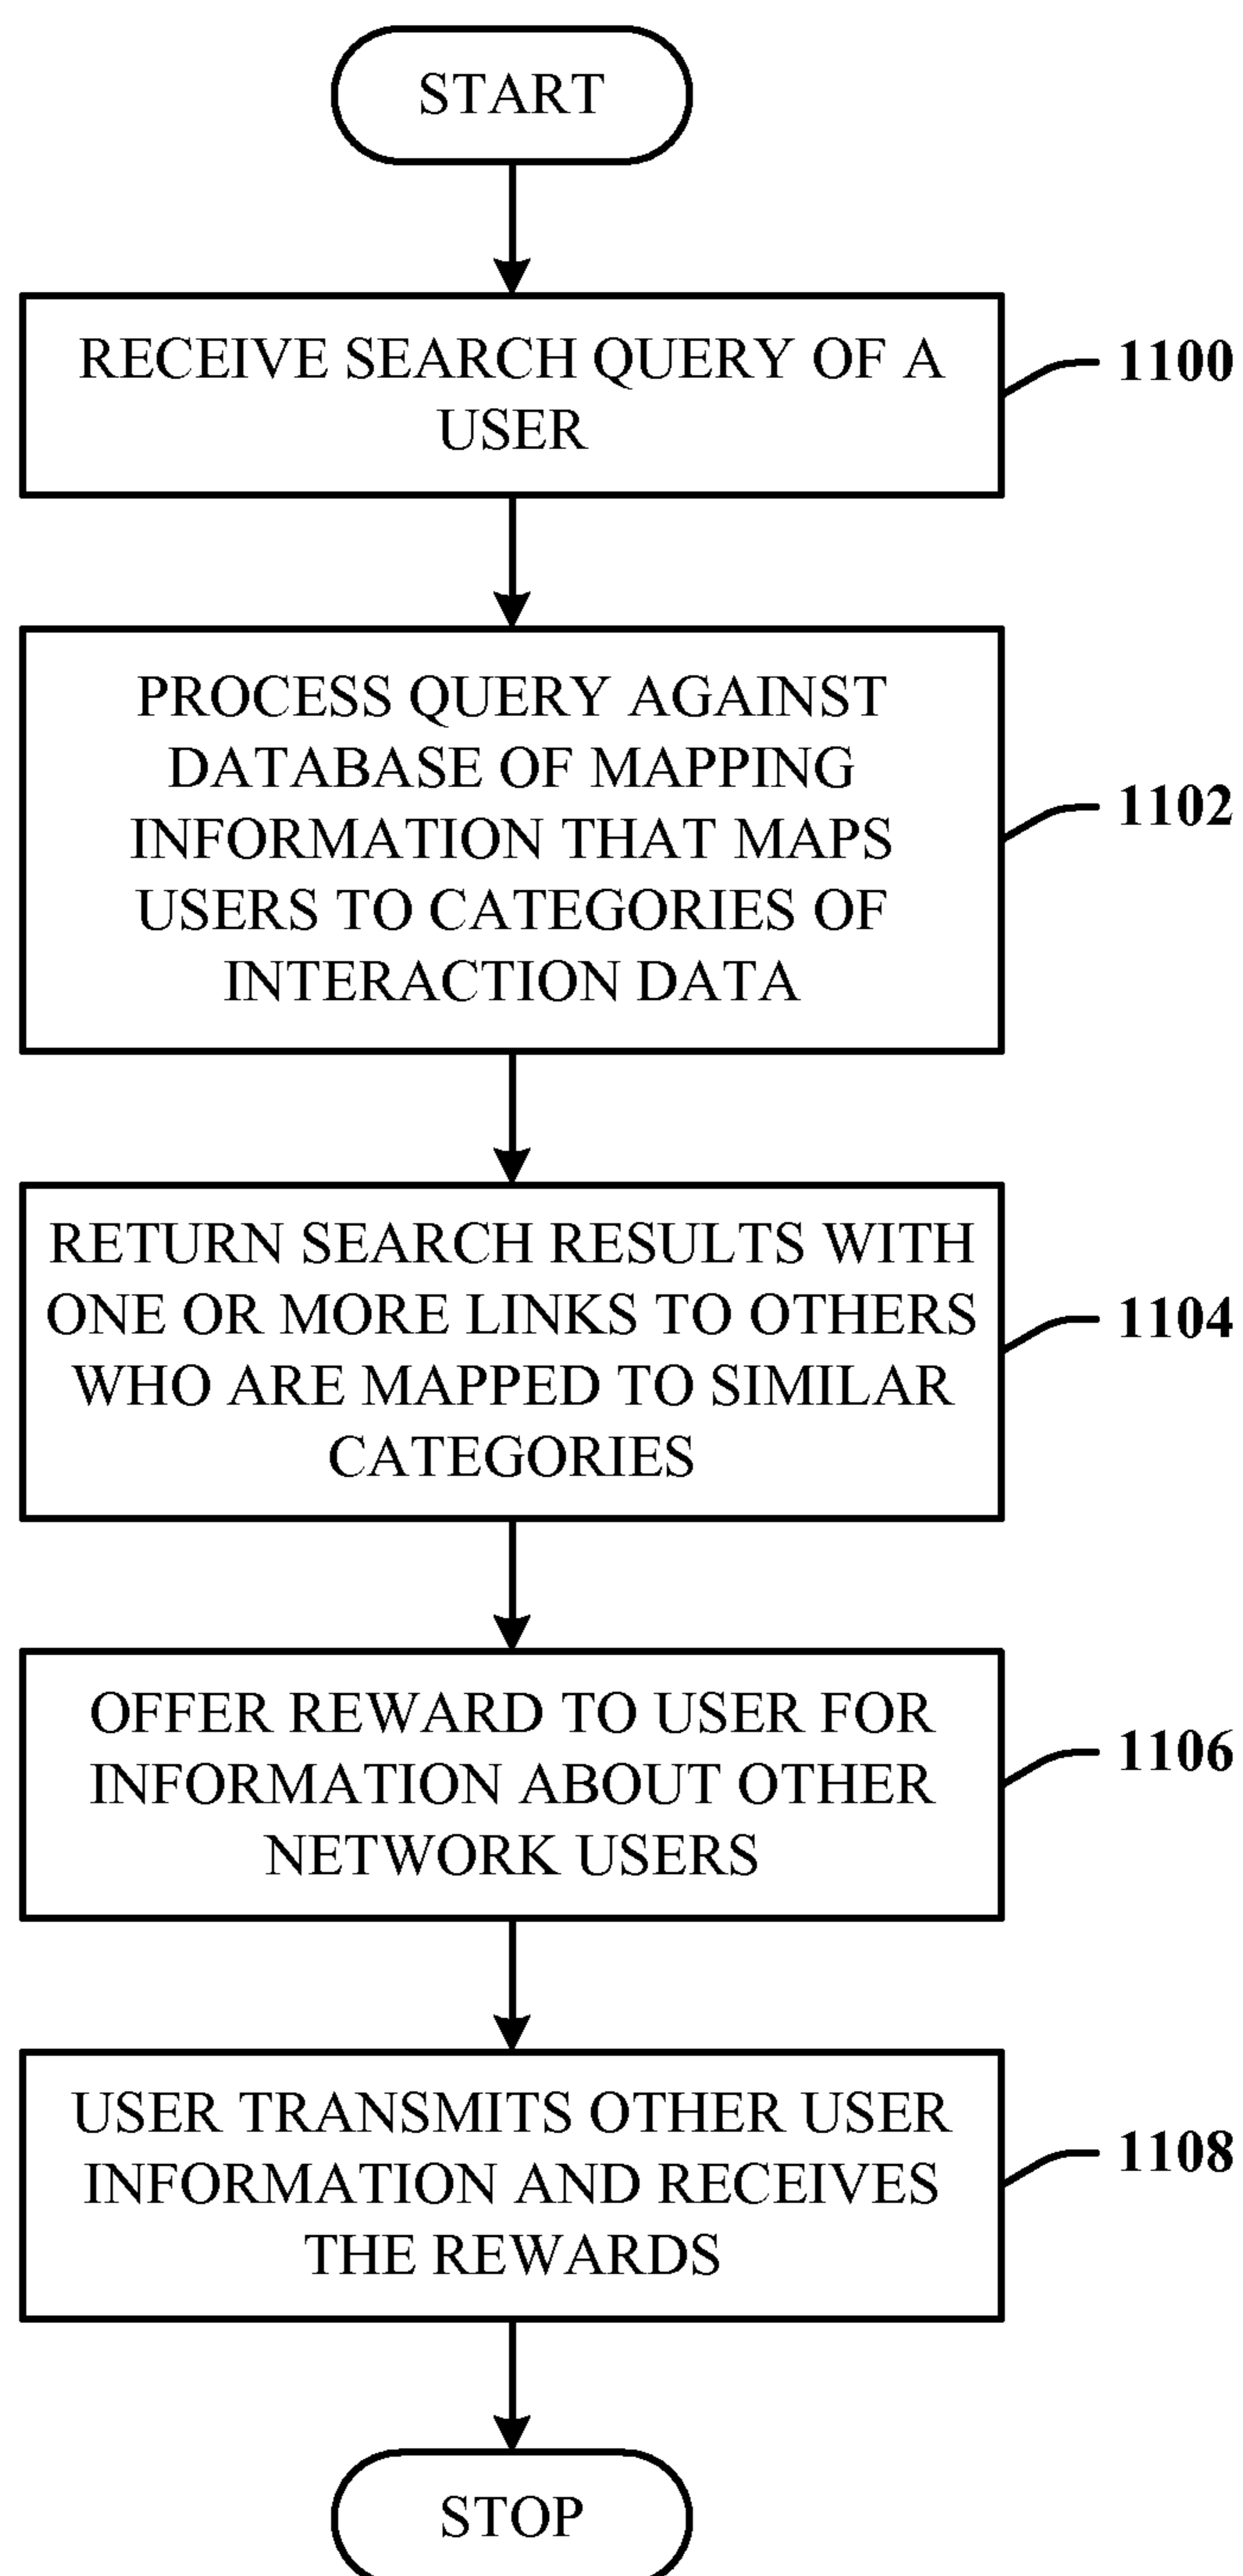 START
RECEIVE SEARCH QUERY OF A
USER
1100
PROCESS QUERY AGAINST
DATABASE OF MAPPING
INFORMATION THAT MAPS
USERS TO CATEGORIES OF
INTERACTION DATA
1102
RETURN SEARCH RESULTS WITH
ONE OR MORE LINKS TO OTHERS
WHO ARE MAPPED TO SIMILAR
CATEGORIES
1104
OFFER REWARD TO USER FOR
INFORMATION ABOUT OTHER
NETWORK USERS
1106
USER TRANSMITS OTHER USER
INFORMATION AND RECEIVES
THE REWARDS
1108
STOP